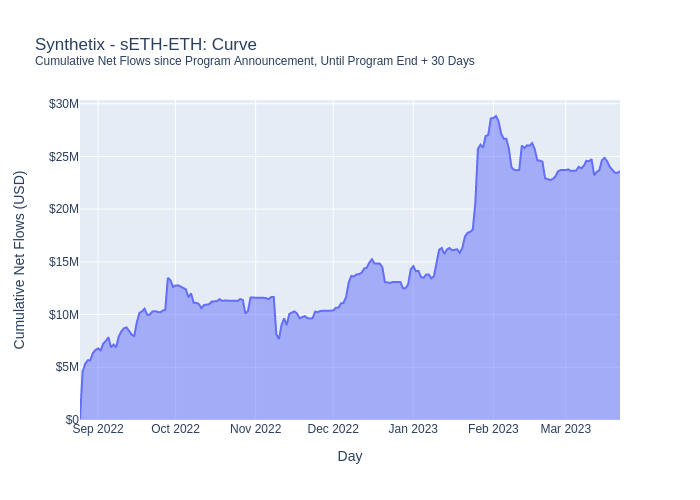 Synthetix - sETH-ETH: Curve
Cumulative Net Flows since Program Announcement, Until Program End + 30 Days
Cumulative Net Flows (USD)
$30M
$25M
$20M
$15M
$10M
$5M
$0
Sep 2022 Oct 2022 Nov 2022 Dec 2022 Jan 2023 Feb 2023 Mar 2023
Day